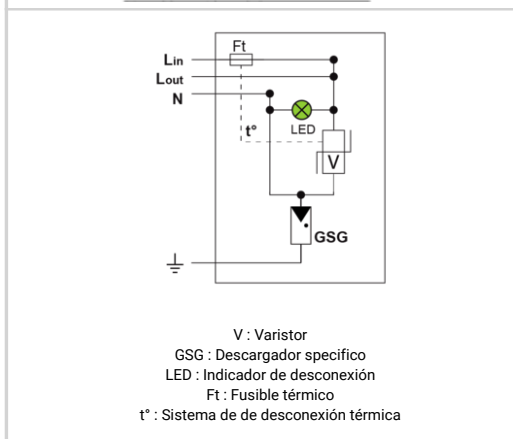 Ft
Lin
Lout
N
LED
t°
V
GSG
V : Varistor
GSG : Descargador specifico
LED : Indicador de desconexión
Ft : Fusible térmico
t° : Sistema de de desconexión térmica